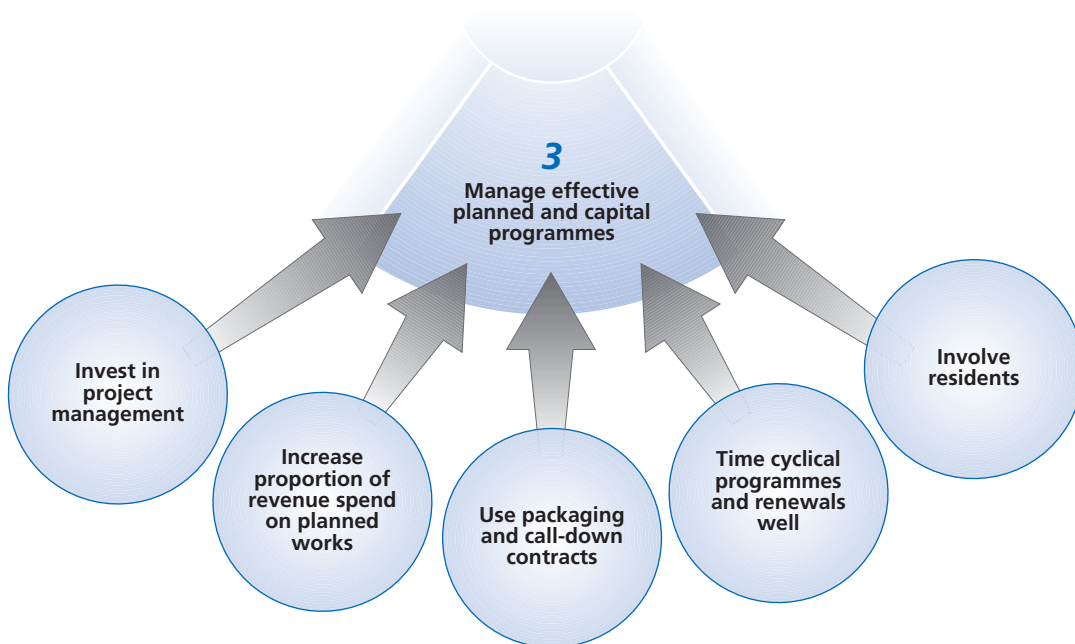 3
Manage effective
planned and capital
programmes
Invest in
project
management
Increase
proportion of
revenue spend
on planned
works
Use packaging
and call-down
contracts
Time cyclical
programmes
and renewals
well
Involve
residents